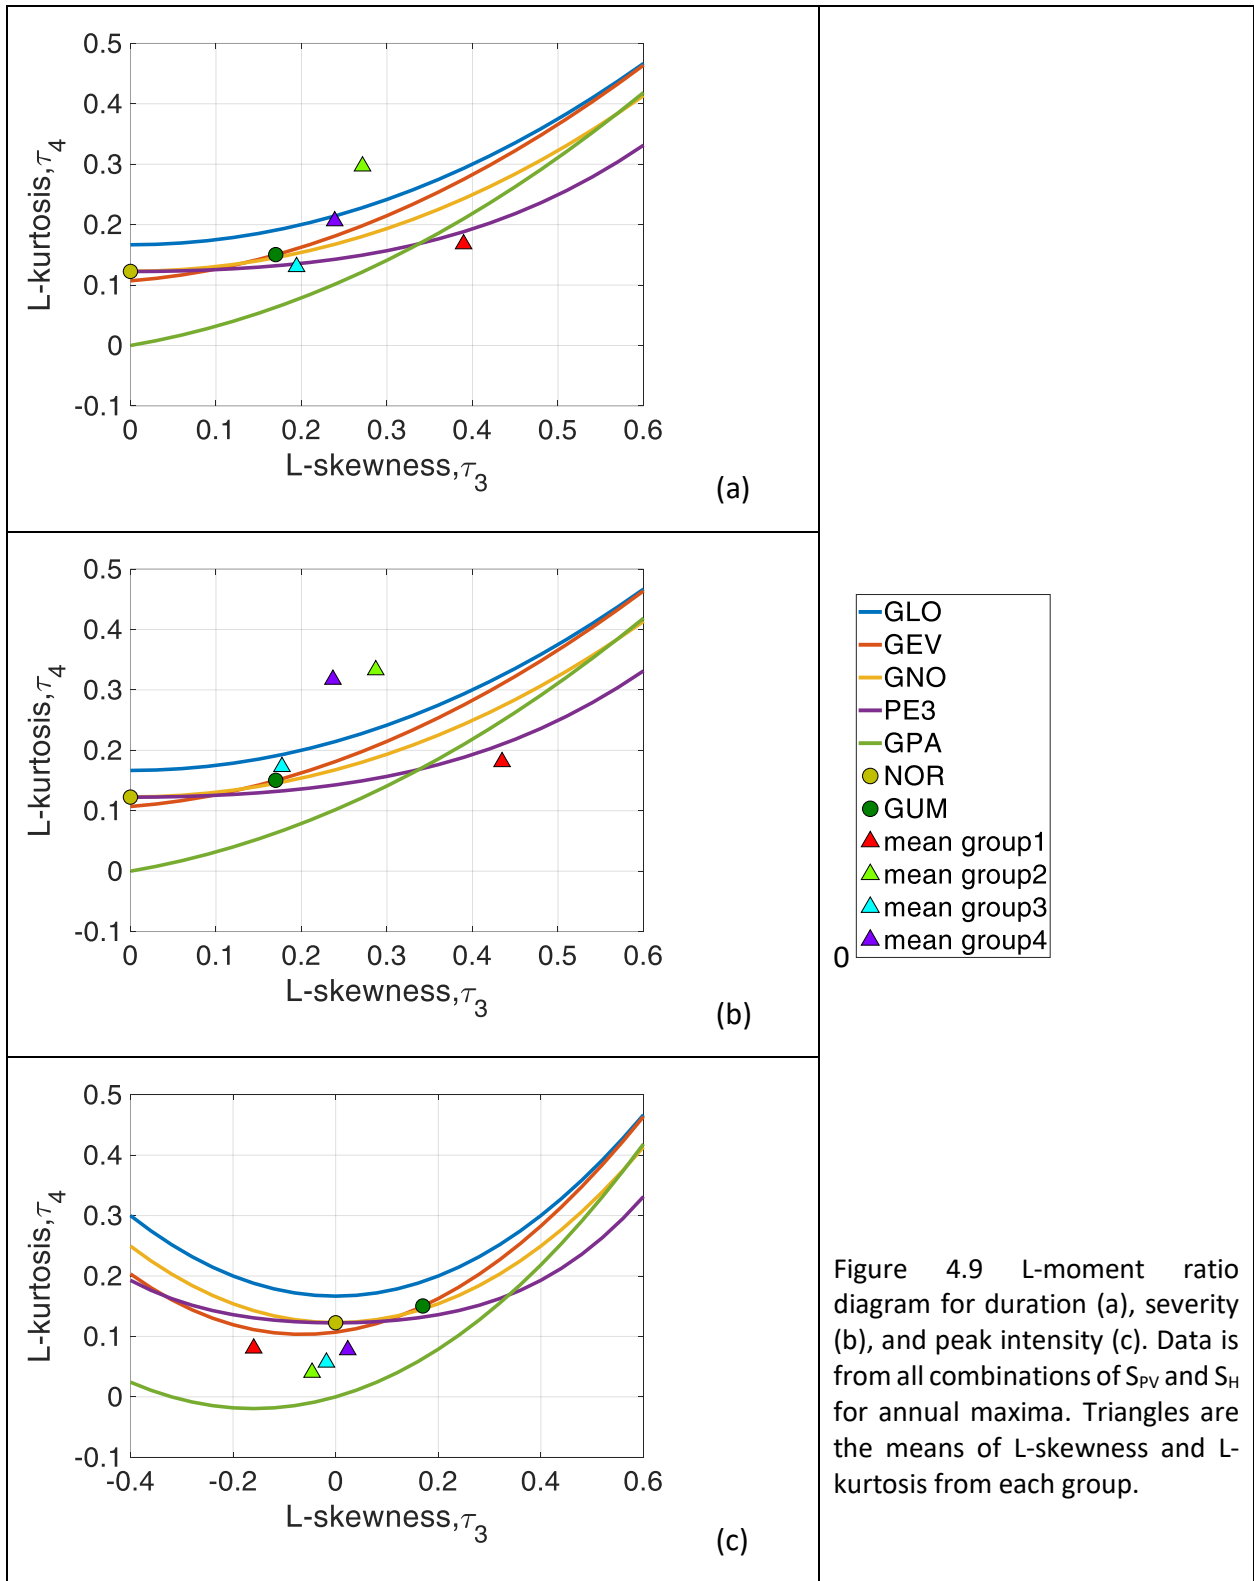 0.5
0.4
0.3
0.2
0.1
0
-0.1
L-kurtosis,τ4
0 0.1 0.2 0.3 0.4 0.5 0.6
L-skewness,τ3
(a)
0.5
0.4
0.3
0.2
0.1
0
-0.1
L-kurtosis,τ4
0 0.1 0.2 0.3 0.4 0.5 0.6
L-skewness,τ3
(b)
GLO
GEV
GNO
PE3
GPA
NOR
GUM
mean group1
mean group2
mean group3
mean group4
0
0.5
0.4
0.3
0.2
0.1
0
-0.1
L-kurtosis,τ4
-0.4 -0.2 0 0.2 0.4 0.6
L-skewness,τ3
(c)
Figure 4.9 L-moment ratio
diagram for duration (a), severity
(b), and peak intensity (c). Data is
from all combinations of SPV and SH
for annual maxima. Triangles are
the means of L-skewness and L-
kurtosis from each group.